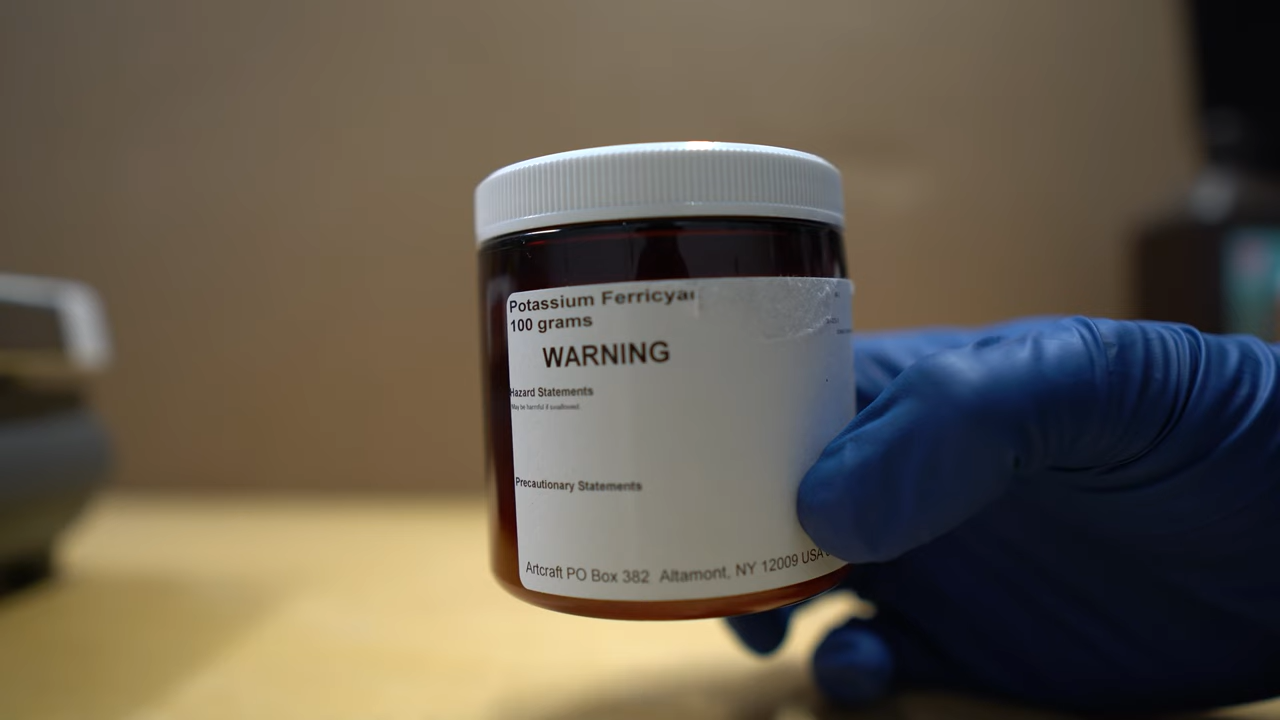 Potassium Ferricya
100 grams
WARNING
Hazard Statements
May be harmful if swallowed.
Precautionary Statements
Artcraft PO Box 382 Altamont, NY 12009 USA